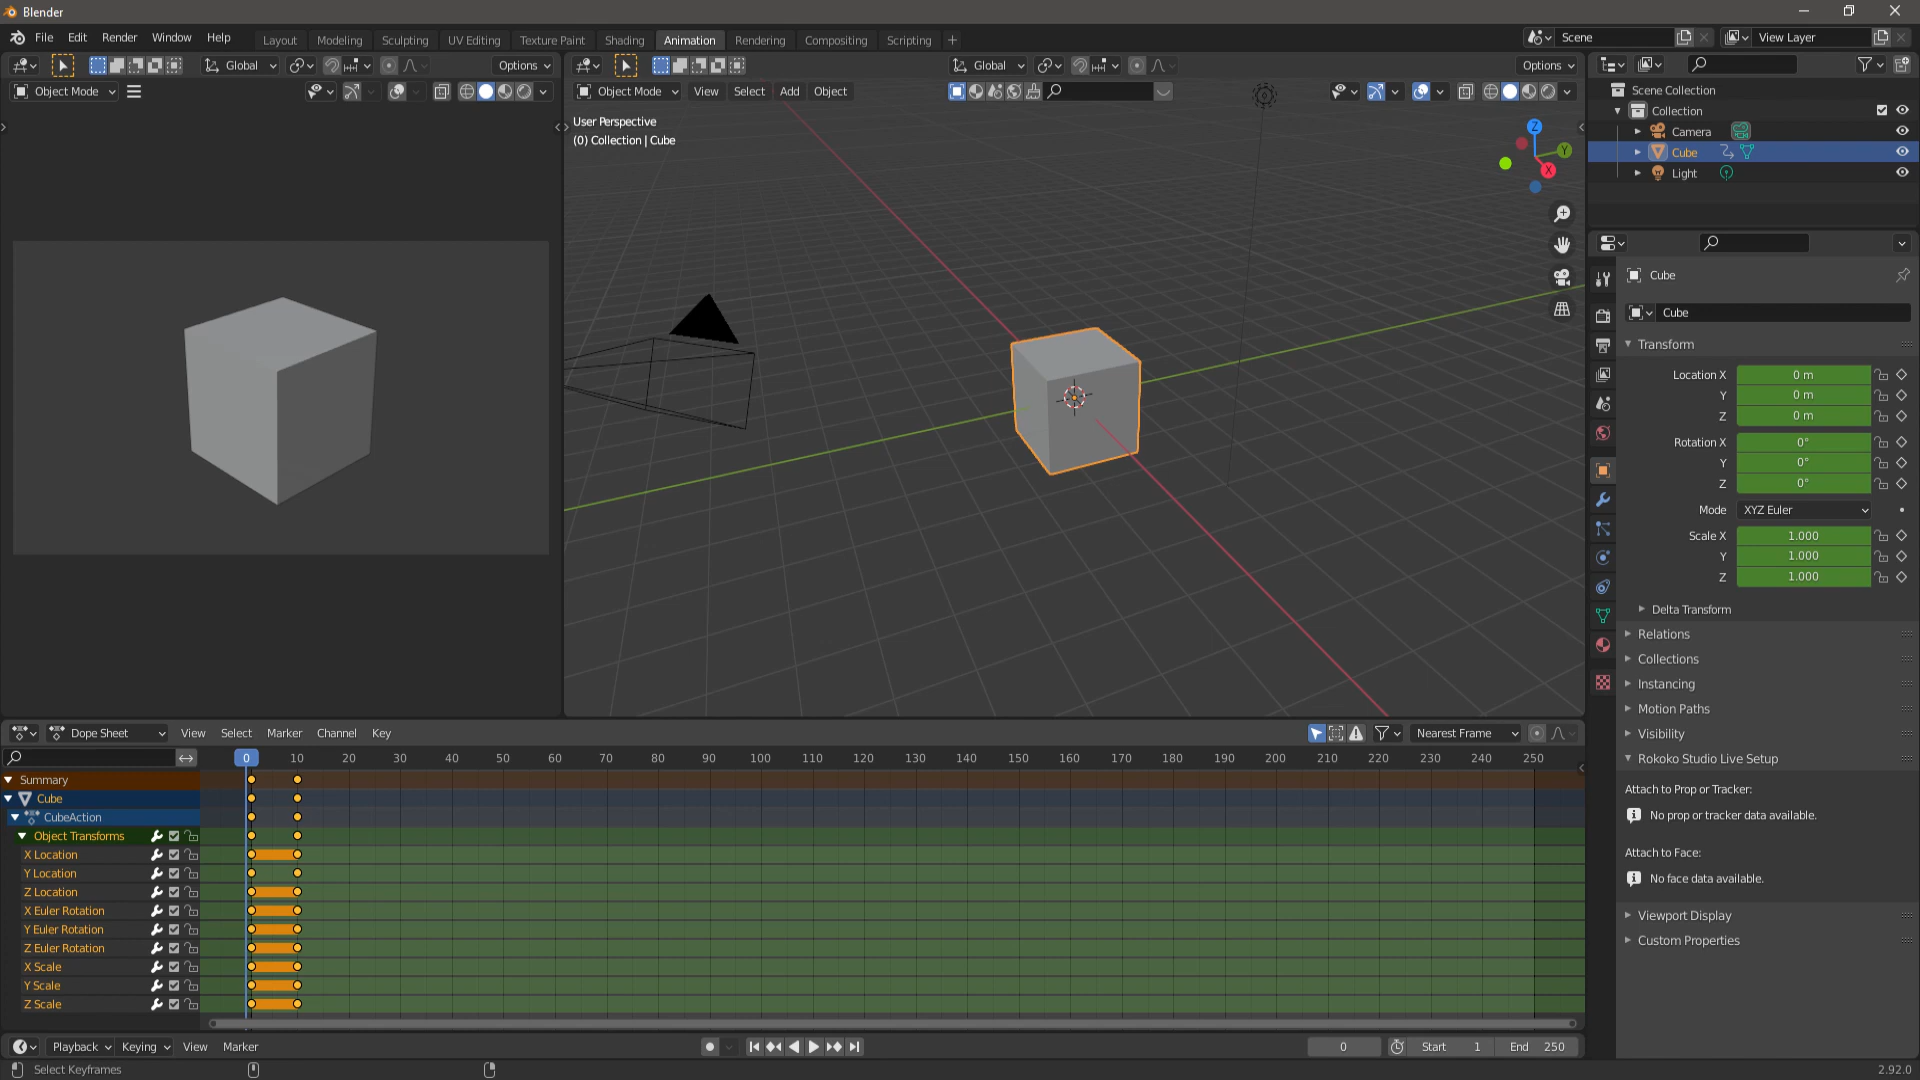 Blender
File Edit Render Window Help Layout Modeling Sculpting UV Editing Texture Paint Shading Animation Rendering Compositing Scripting + Scene View Layer
Global Options Global Options
Object Mode Object Mode View Select Add Object
User Perspective
(0) Collection | Cube
Z
Y
X
Scene Collection
Collection
Camera
Cube
Light
Cube
Cube
Transform
Location X 0 m
Y 0 m
Z 0 m
Rotation X 0°
Y 0°
Z 0°
Mode XYZ Euler
Scale X 1.000
Y 1.000
Z 1.000
Delta Transform
Relations
Collections
Instancing
Motion Paths
Visibility
Rokoko Studio Live Setup
Attach to Prop or Tracker:
No prop or tracker data available.
Attach to Face:
No face data available.
Viewport Display
Custom Properties
Dope Sheet View Select Marker Channel Key Nearest Frame
0 10 20 30 40 50 60 70 80 90 100 110 120 130 140 150 160 170 180 190 200 210 220 230 240 250
Summary
Cube
CubeAction
Object Transforms
X Location
Y Location
Z Location
X Euler Rotation
Y Euler Rotation
Z Euler Rotation
X Scale
Y Scale
Z Scale
Playback Keying View Marker 0 Start 1 End 250
Select Keyframes 2.92.0